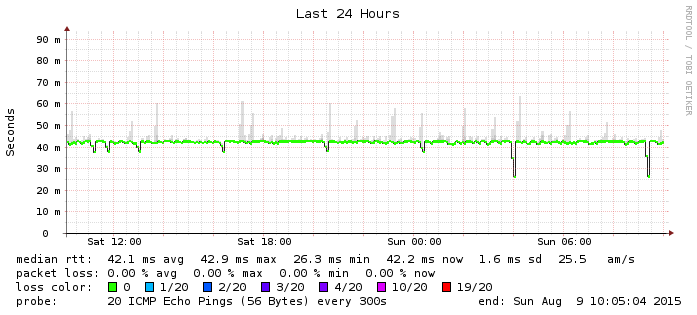 Last 24 Hours
RRDTOOL / TOBI OETIKER
Seconds
90 m
80 m
70 m
60 m
50 m
40 m
30 m
20 m
10 m
0
Sat 12:00 Sat 18:00 Sun 00:00 Sun 06:00
median rtt: 42.1 ms avg 42.9 ms max 26.3 ms min 42.2 ms now 1.6 ms sd 25.5 am/s
packet loss: 0.00 % avg 0.00 % max 0.00 % min 0.00 % now
loss color: 0 1/20 2/20 3/20 4/20 10/20 19/20
probe: 20 ICMP Echo Pings (56 Bytes) every 300s end: Sun Aug 9 10:05:04 2015